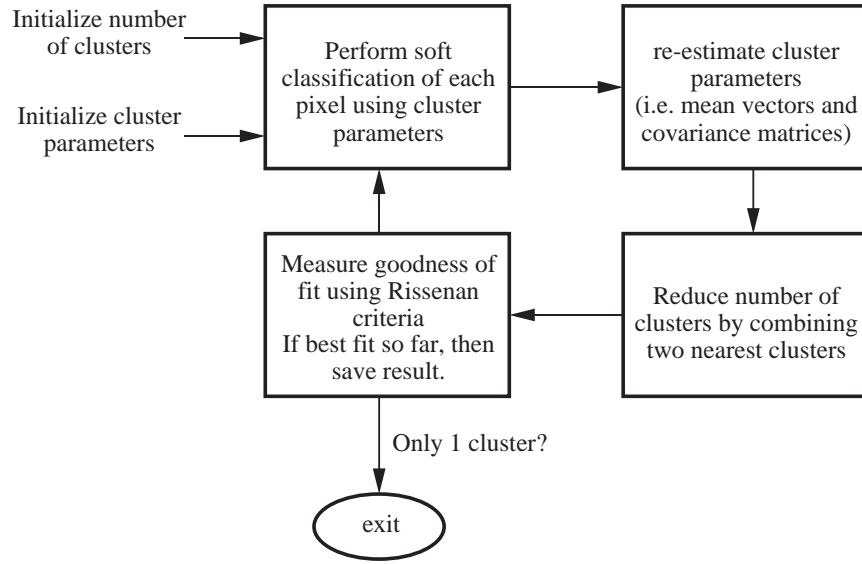 Initialize number
of clusters
Initialize cluster
parameters
Perform soft
classification of each
pixel using cluster
parameters
re-estimate cluster
parameters
(i.e. mean vectors and
covariance matrices)
Measure goodness of
fit using Rissenan
criteria
If best fit so far, then
save result.
Reduce number of
clusters by combining
two nearest clusters
Only 1 cluster?
exit